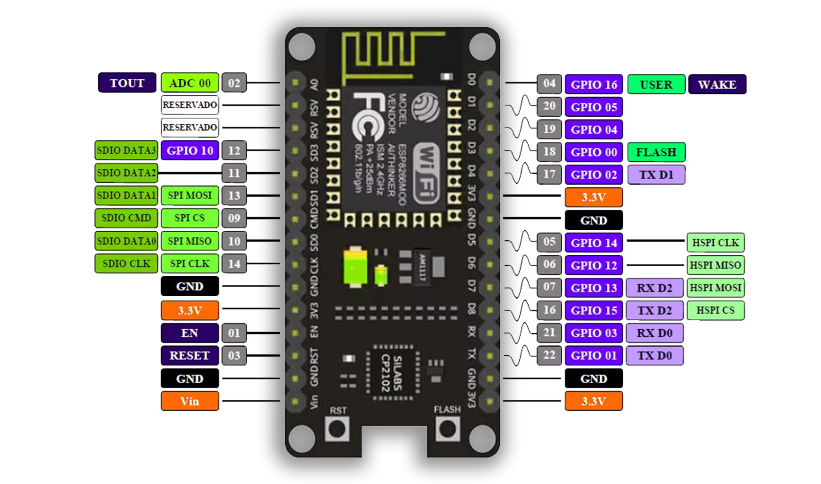 TOUT ADC 00 02 A0
RESERVADO RSV
RESERVADO RSV
SDIO DATA3 GPIO 10 12 SD3
SDIO DATA2 11 SD2
SDIO DATA1 SPI MOSI 13 SD1
SDIO CMD SPI CS 09 CMD
SDIO DATA0 SPI MISO 10 SD0
SDIO CLK SPI CLK 14 CLK
GND GND
3.3V 3V3
EN 01 EN
RESET 03 RST
GND GND
Vin Vin
MODEL ESP8266MOD
VENDOR AITHINKER
ISM 2.4GHz
PA +25dBm
802.11b/g/n
FC
WiFi
AM1117
SILABS
CP2102
RST
FLASH
D0 04 GPIO 16 USER WAKE
D1 20 GPIO 05
D2 19 GPIO 04
D3 18 GPIO 00 FLASH
D4 17 GPIO 02 TX D1
3V3 3.3V
GND GND
D5 05 GPIO 14 HSPI CLK
D6 06 GPIO 12 HSPI MISO
D7 07 GPIO 13 RX D2 HSPI MOSI
D8 16 GPIO 15 TX D2 HSPI CS
RX 21 GPIO 03 RX D0
TX 22 GPIO 01 TX D0
GND GND
3V3 3.3V